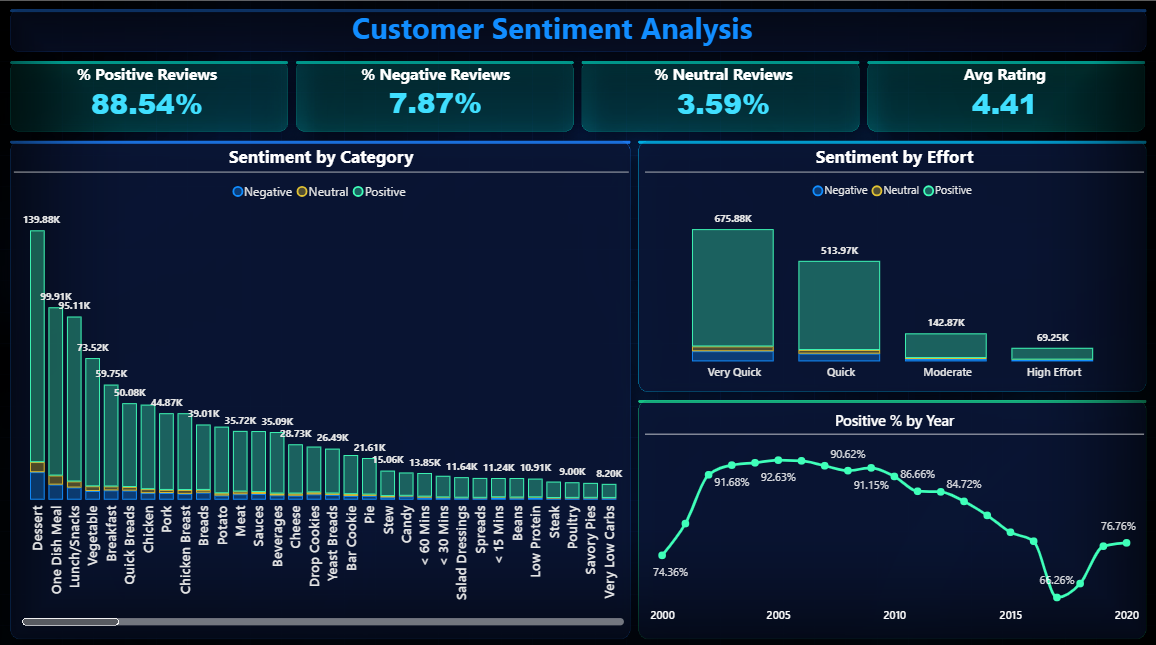 Customer Sentiment Analysis
% Positive Reviews
88.54%
% Negative Reviews
7.87%
% Neutral Reviews
3.59%
Avg Rating
4.41
Sentiment by Category
Negative Neutral Positive
139.88K
99.91K
95.11K
73.52K
59.75K
50.08K
44.87K
39.01K
35.72K
35.09K
28.73K
26.49K
21.61K
15.06K
13.85K
11.64K
11.24K
10.91K
9.00K
8.20K
Dessert
One Dish Meal
Lunch/Snacks
Vegetable
Breakfast
Quick Breads
Chicken
Pork
Chicken Breast
Breads
Potato
Meat
Sauces
Beverages
Cheese
Drop Cookies
Yeast Breads
Bar Cookie
Pie
Stew
Candy
< 60 Mins
< 30 Mins
Salad Dressings
Spreads
< 15 Mins
Beans
Low Protein
Steak
Poultry
Savory Pies
Very Low Carbs
Sentiment by Effort
Negative Neutral Positive
675.88K
513.97K
142.87K
69.25K
Very Quick
Quick
Moderate
High Effort
Positive % by Year
74.36%
91.68%
92.63%
90.62%
91.15%
86.66%
84.72%
66.26%
76.76%
2000
2005
2010
2015
2020